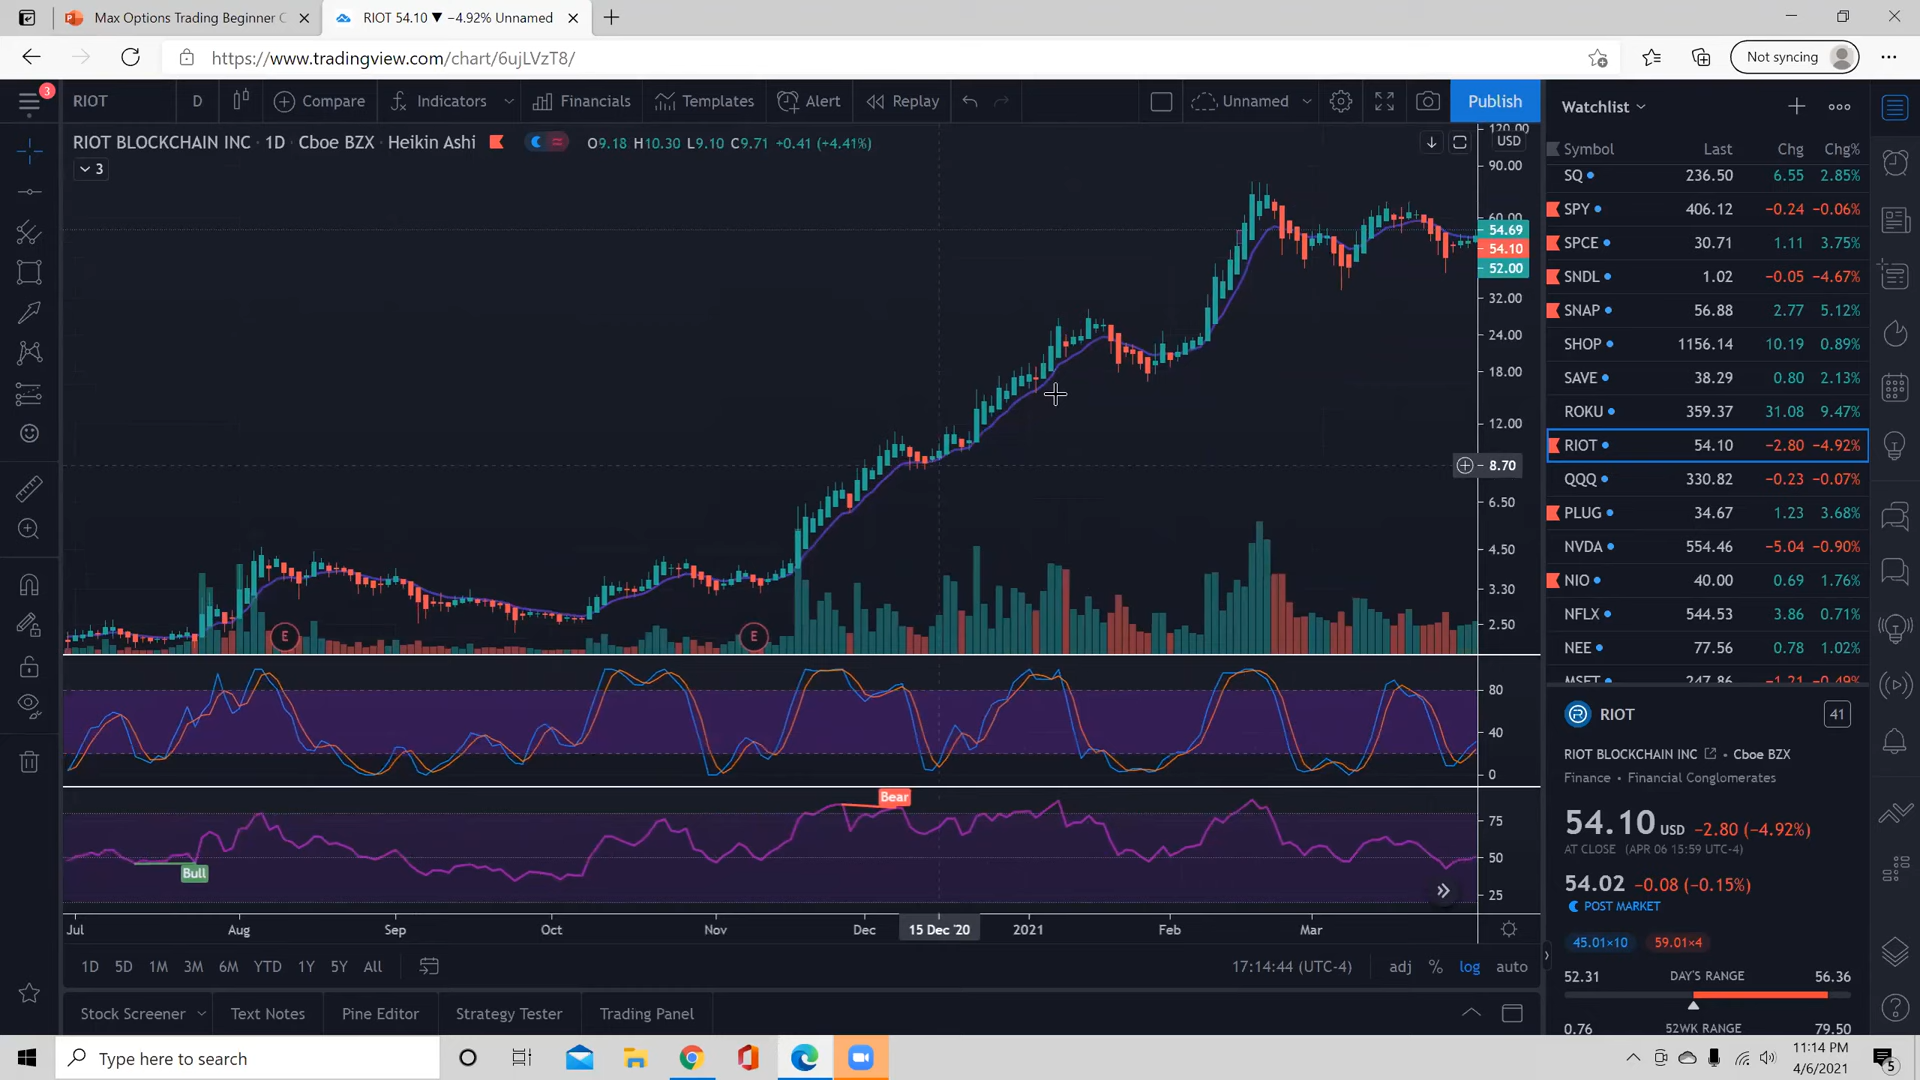 Max Options Trading Beginner C
RIOT 54.10 ▼ −4.92% Unnamed
https://www.tradingview.com/chart/6ujLVzT8/
Not syncing
3
RIOT
D
Compare
Indicators
Financials
Templates
Alert
Replay
Unnamed
Publish
RIOT BLOCKCHAIN INC · 1D · Cboe BZX · Heikin Ashi
O9.18 H10.30 L9.10 C9.71 +0.41 (+4.41%)
3
USD
90.00
54.69
54.10
52.00
32.00
24.00
18.00
12.00
8.70
6.50
4.50
3.30
2.50
E
E
80
40
0
Bear
Bull
75
50
25
Jul
Aug
Sep
Oct
Nov
Dec
15 Dec '20
2021
Feb
Mar
1D 5D 1M 3M 6M YTD 1Y 5Y All
17:14:44 (UTC-4)
adj % log auto
Stock Screener
Text Notes
Pine Editor
Strategy Tester
Trading Panel
Watchlist
Symbol Last Chg Chg%
SQ 236.50 6.55 2.85%
SPY 406.12 −0.24 −0.06%
SPCE 30.71 1.11 3.75%
SNDL 1.02 −0.05 −4.67%
SNAP 56.88 2.77 5.12%
SHOP 1156.14 10.19 0.89%
SAVE 38.29 0.80 2.13%
ROKU 359.37 31.08 9.47%
RIOT 54.10 −2.80 −4.92%
QQQ 330.82 −0.23 −0.07%
PLUG 34.67 1.23 3.68%
NVDA 554.46 −5.04 −0.90%
NIO 40.00 0.69 1.76%
NFLX 544.53 3.86 0.71%
NEE 77.56 0.78 1.02%
MSFT 247.86 −1.21 −0.49%
RIOT
41
RIOT BLOCKCHAIN INC · Cboe BZX
Finance · Financial Conglomerates
54.10 USD −2.80 (−4.92%)
AT CLOSE (APR 06 15:59 UTC-4)
54.02 −0.08 (−0.15%)
POST MARKET
45.01×10 59.01×4
52.31 DAY'S RANGE 56.36
0.76 52WK RANGE 79.50
Type here to search
11:14 PM
4/6/2021
5